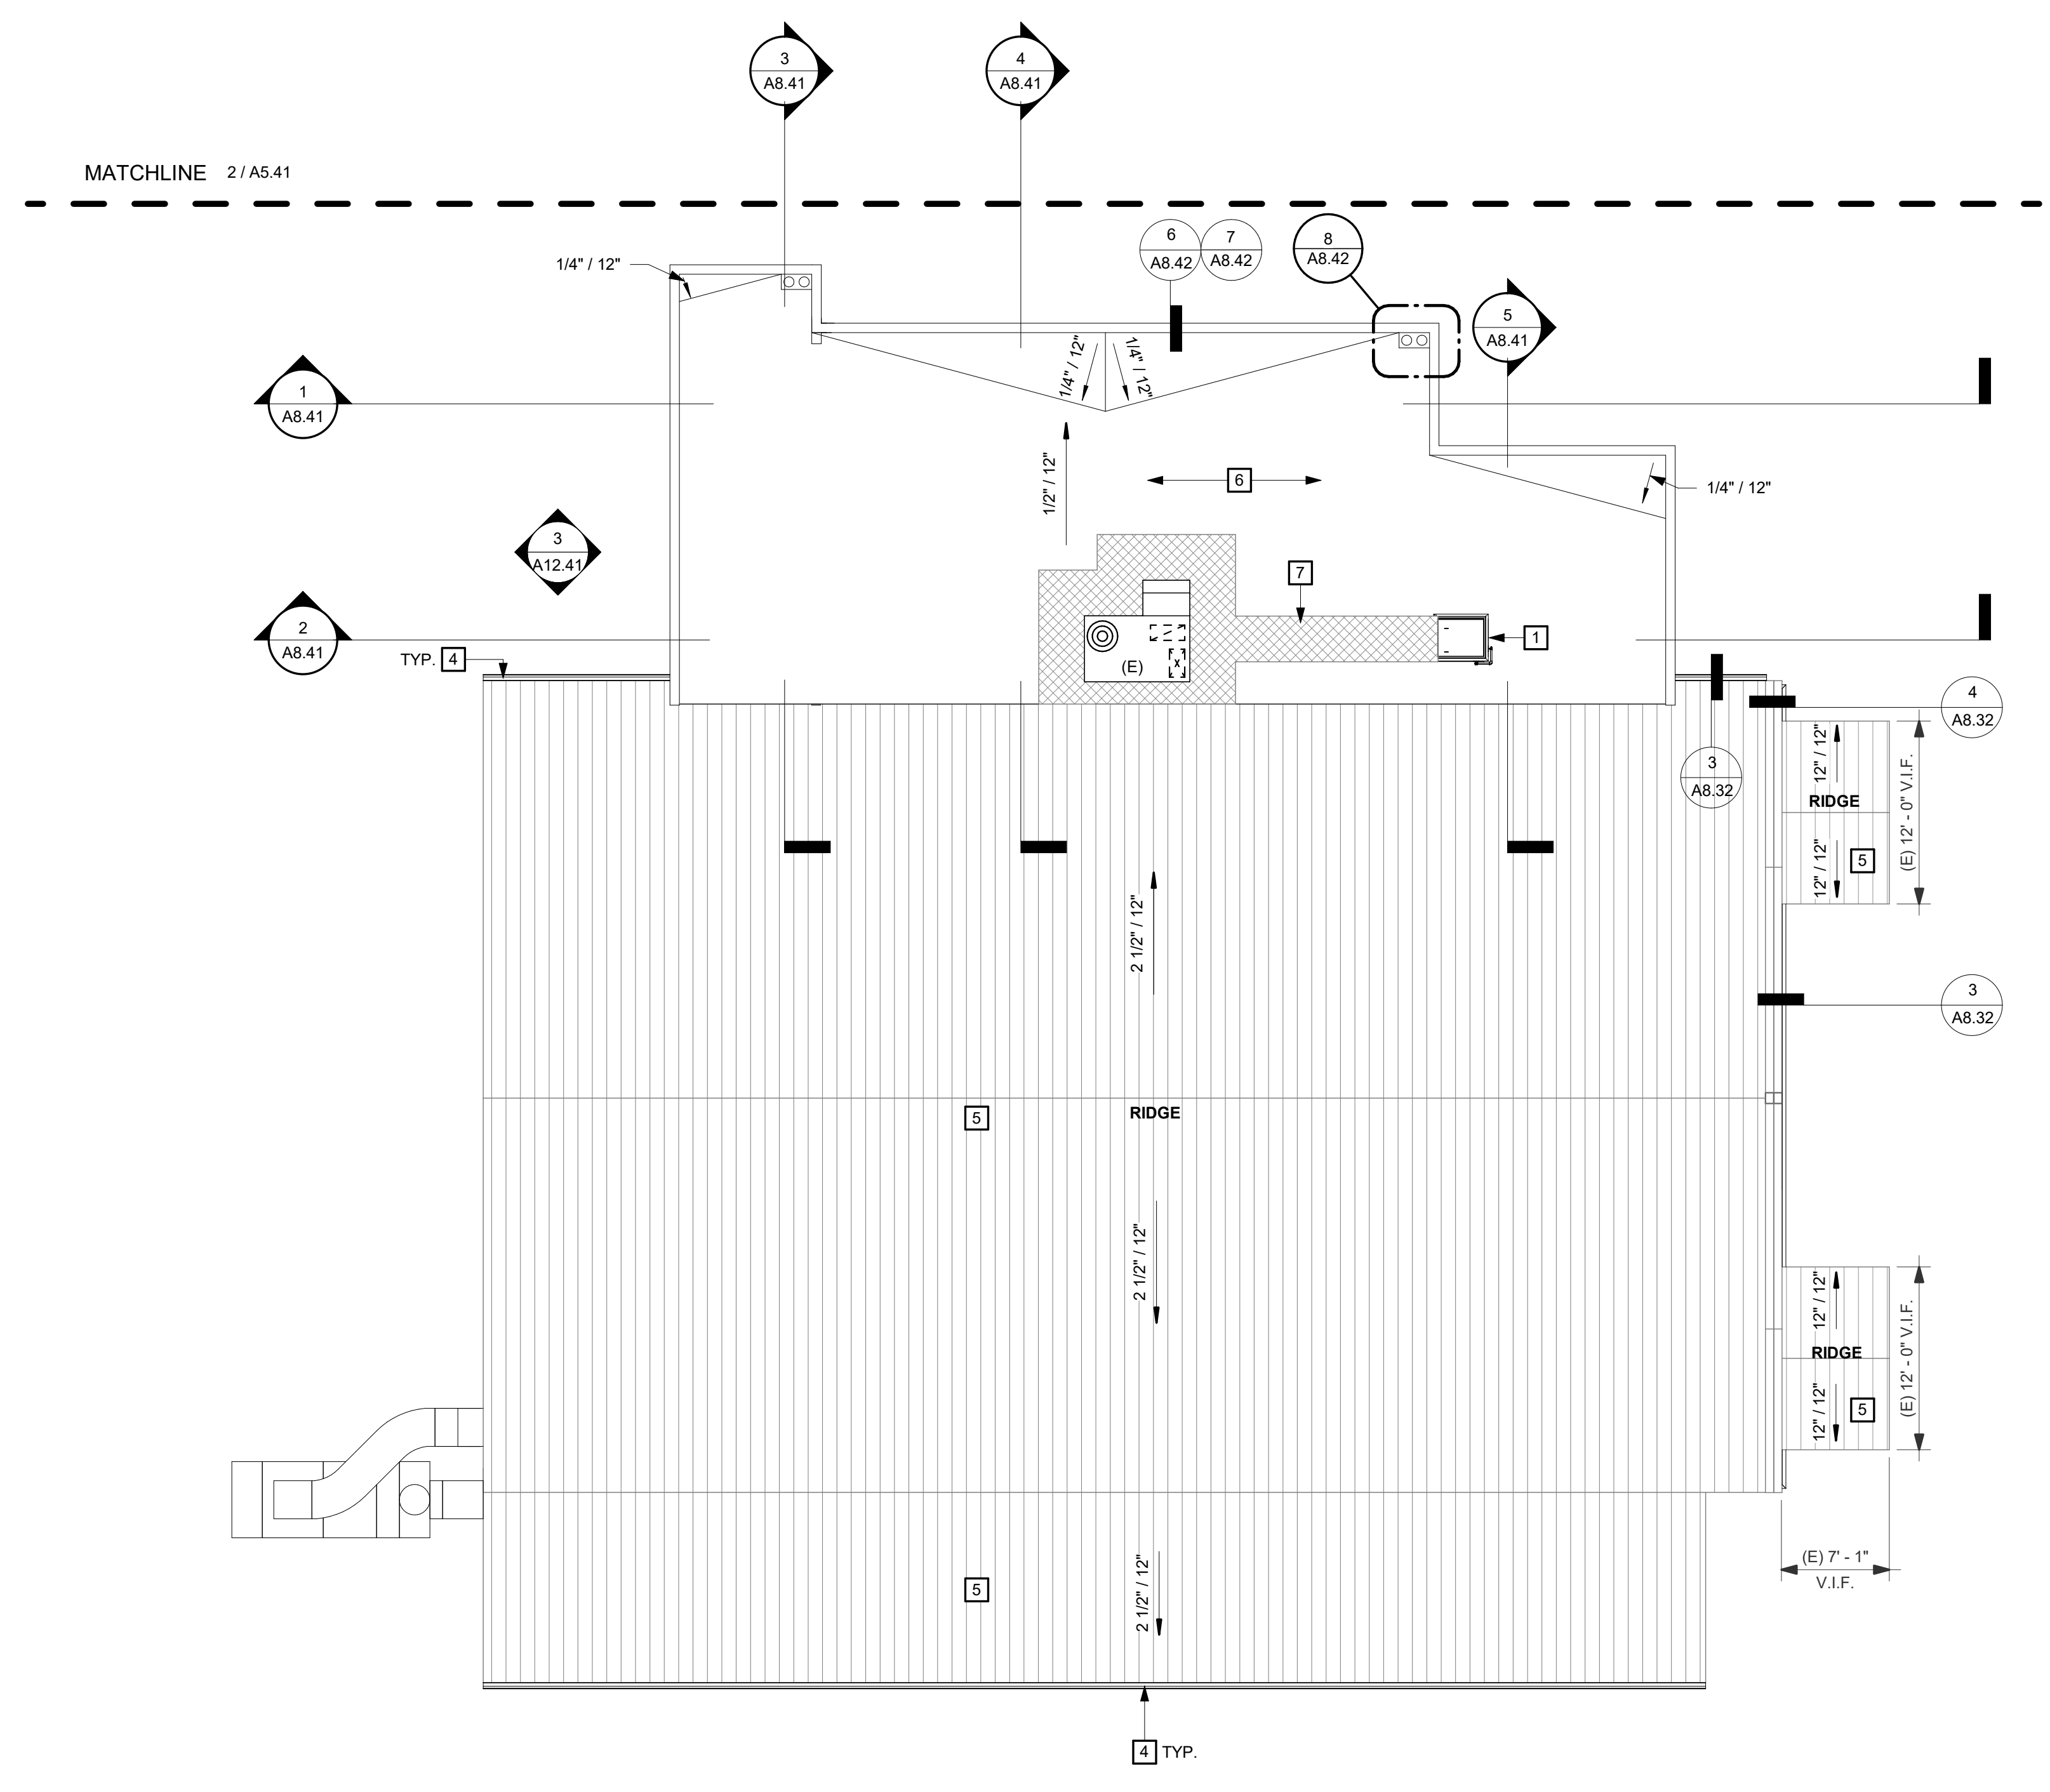 3
A8.41
4
A8.41
MATCHLINE 2 / A5.41
6
A8.42
7
A8.42
8
A8.42
1/4" / 12"
5
A8.41
1/4" / 12"
1/4" / 12"
1
A8.41
1/2" / 12"
6
1/4" / 12"
3
A12.41
7
2
A8.41
1
TYP. 4
(E)
4
A8.32
3
A8.32
12" / 12"
RIDGE
12" / 12"
5
(E) 12' - 0" V.I.F.
2 1/2" / 12"
3
A8.32
5
RIDGE
2 1/2" / 12"
12" / 12"
RIDGE
12" / 12"
5
(E) 12' - 0" V.I.F.
(E) 7' - 1"
V.I.F.
5
2 1/2" / 12"
4 TYP.